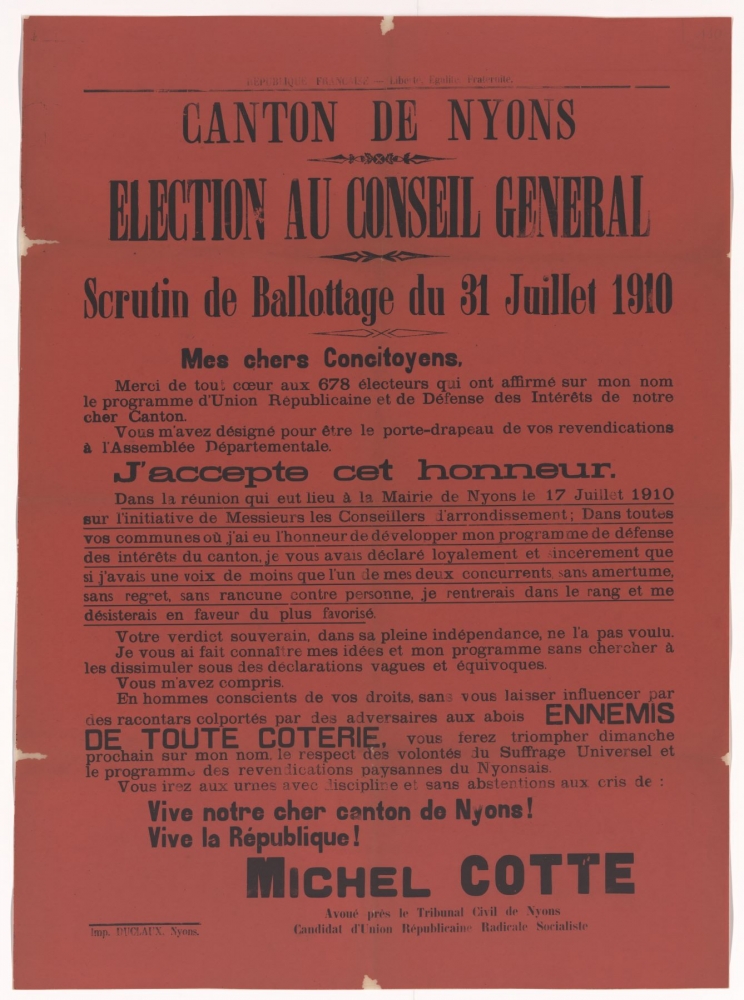 RÉPUBLIQUE FRANÇAISE — Liberté, Égalité, Fraternité.
CANTON DE NYONS
ELECTION AU CONSEIL GENERAL
Scrutin de Ballottage du 31 Juillet 1910
Mes chers Concitoyens,
Merci de tout cœur aux 678 électeurs qui ont affirmé sur mon nom
le programme d'Union Républicaine et de Défense des Intérêts de notre
cher Canton.
Vous m'avez désigné pour être le porte-drapeau de vos revendications
à l'Assemblée Départementale.
J'accepte cet honneur.
Dans la réunion qui eut lieu à la Mairie de Nyons le 17 Juillet 1910
sur l'initiative de Messieurs les Conseillers d'arrondissement; Dans toutes
vos communes où j'ai eu l'honneur de développer mon programme de défense
des intérêts du canton, je vous avais déclaré loyalement et sincerement que
si j'avais une voix de moins que l'un de mes deux concurrents, sans amertume,
sans regret, sans rancune contre personne, je rentrerais dans le rang et me
désisterais en faveur du plus favorisé.
Votre verdict souverain, dans sa pleine indépendance, ne l'a pas voulu.
Je vous ai fait connaître mes idées et mon programme sans chercher à
les dissimuler sous des déclarations vagues et équivoques.
Vous m'avez compris.
En hommes conscients de vos droits, sans vous laisser influencer par
des racontars colportés par des adversaires aux abois ENNEMIS
DE TOUTE COTERIE, vous ferez triompher dimanche
prochain sur mon nom, le respect des volontés du Suffrage Universel et
le programme des revendications paysannes du Nyonsais.
Vous irez aux urnes avec discipline et sans abstentions aux cris de :
Vive notre cher canton de Nyons!
Vive la République!
MICHEL COTTE
Avoué près le Tribunal Civil de Nyons
Candidat d'Union Républicaine Radicale Socialiste
Imp. DUCLAUX, Nyons.